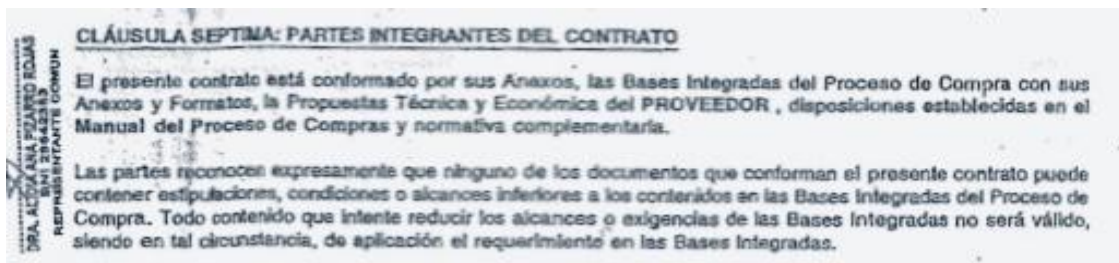 CLÁUSULA SEPTIMA: PARTES INTEGRANTES DEL CONTRATO
El presente contrato está conformado por sus Anexos, las Bases Integradas del Proceso de Compra con sus
Anexos y Formatos, la Propuestas Técnica y Económica del PROVEEDOR , disposiciones establecidas en el
Manual del Proceso de Compras y normativa complementaria.
Las partes reconocen expresamente que ninguno de los documentos que conforman el presente contrato puede
contener estipulaciones, condiciones o alcances inferiores a los contenidos en las Bases Integradas del Proceso de
Compra. Todo contenido que intente reducir los alcances o exigencias de las Bases Integradas no será válido,
siendo en tal circunstancia, de aplicación el requerimiento en las Bases Integradas.
DRA. ANA PIZARRO ROJAS
REPRESENTANTE COMUN